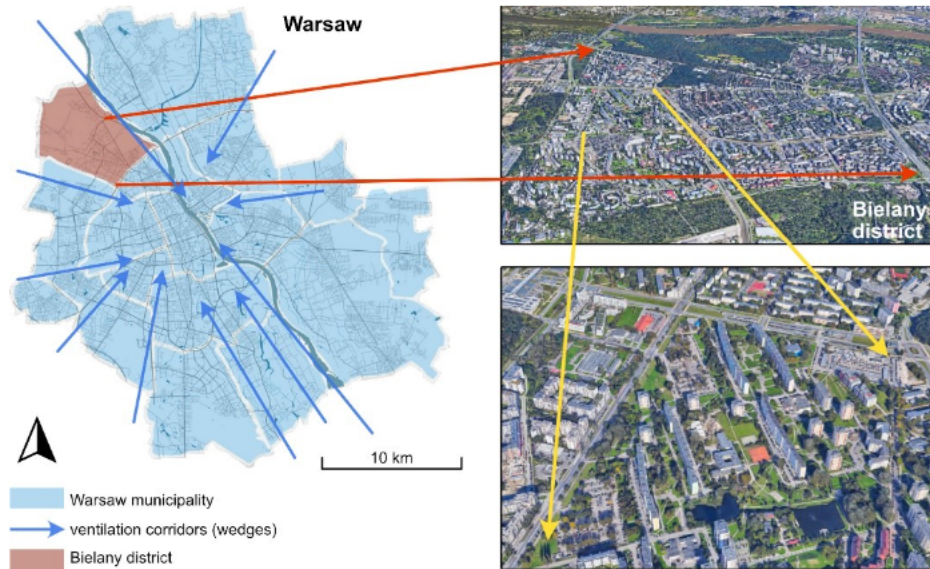 Warsaw
Bielany
district
10 km
Warsaw municipality
ventilation corridors (wedges)
Bielany district